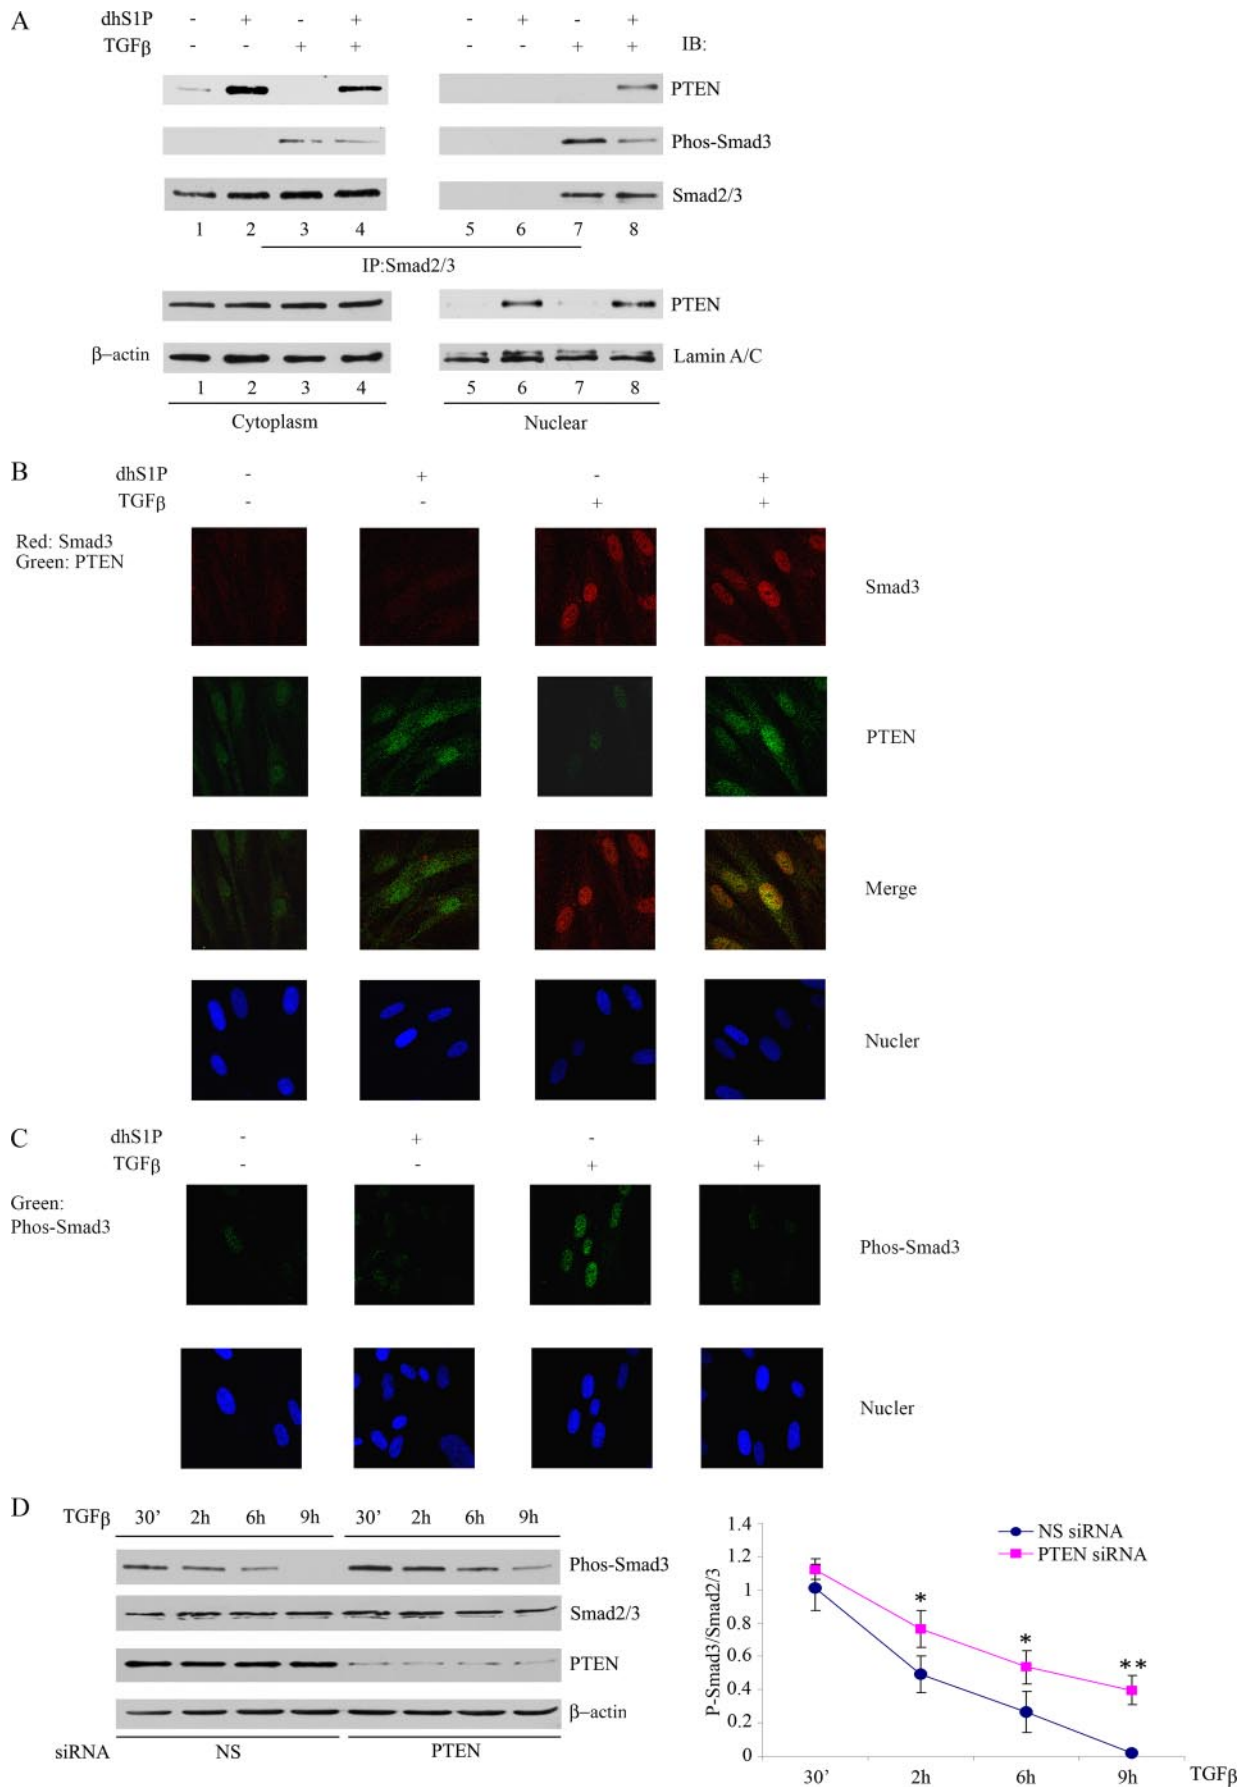 A
dhS1P - + - + - + - +
TGFβ - - + + - - + + IB:
PTEN
Phos-Smad3
Smad2/3
1 2 3 4 5 6 7 8
IP:Smad2/3
PTEN
β–actin Lamin A/C
1 2 3 4 5 6 7 8
Cytoplasm Nuclear
B
dhS1P - + - +
TGFβ - - + +
Red: Smad3
Green: PTEN
Smad3
PTEN
Merge
Nucler
C
dhS1P - + - +
TGFβ - - + +
Green:
Phos-Smad3
Phos-Smad3
Nucler
D
TGFβ 30’ 2h 6h 9h 30’ 2h 6h 9h
Phos-Smad3
Smad2/3
PTEN
β–actin
siRNA NS PTEN
NS siRNA
PTEN siRNA
P-Smad3/Smad2/3
1.4
1.2
1
0.8
0.6
0.4
0.2
0
* * **
30’ 2h 6h 9h TGFβ